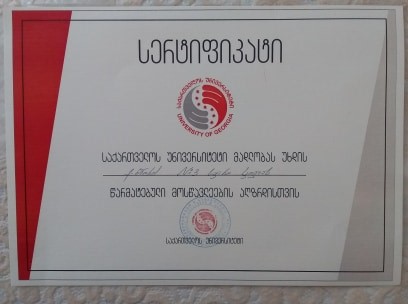 სერტიფიკატი
საქართველოს უნივერსიტეტი
UNIVERSITY OF GEORGIA
საქართველოს უნივერსიტეტი მადლობას უხდის
წარმატებული მოსწავლეების აღზრდისთვის
საქართველოს უნივერსიტეტი